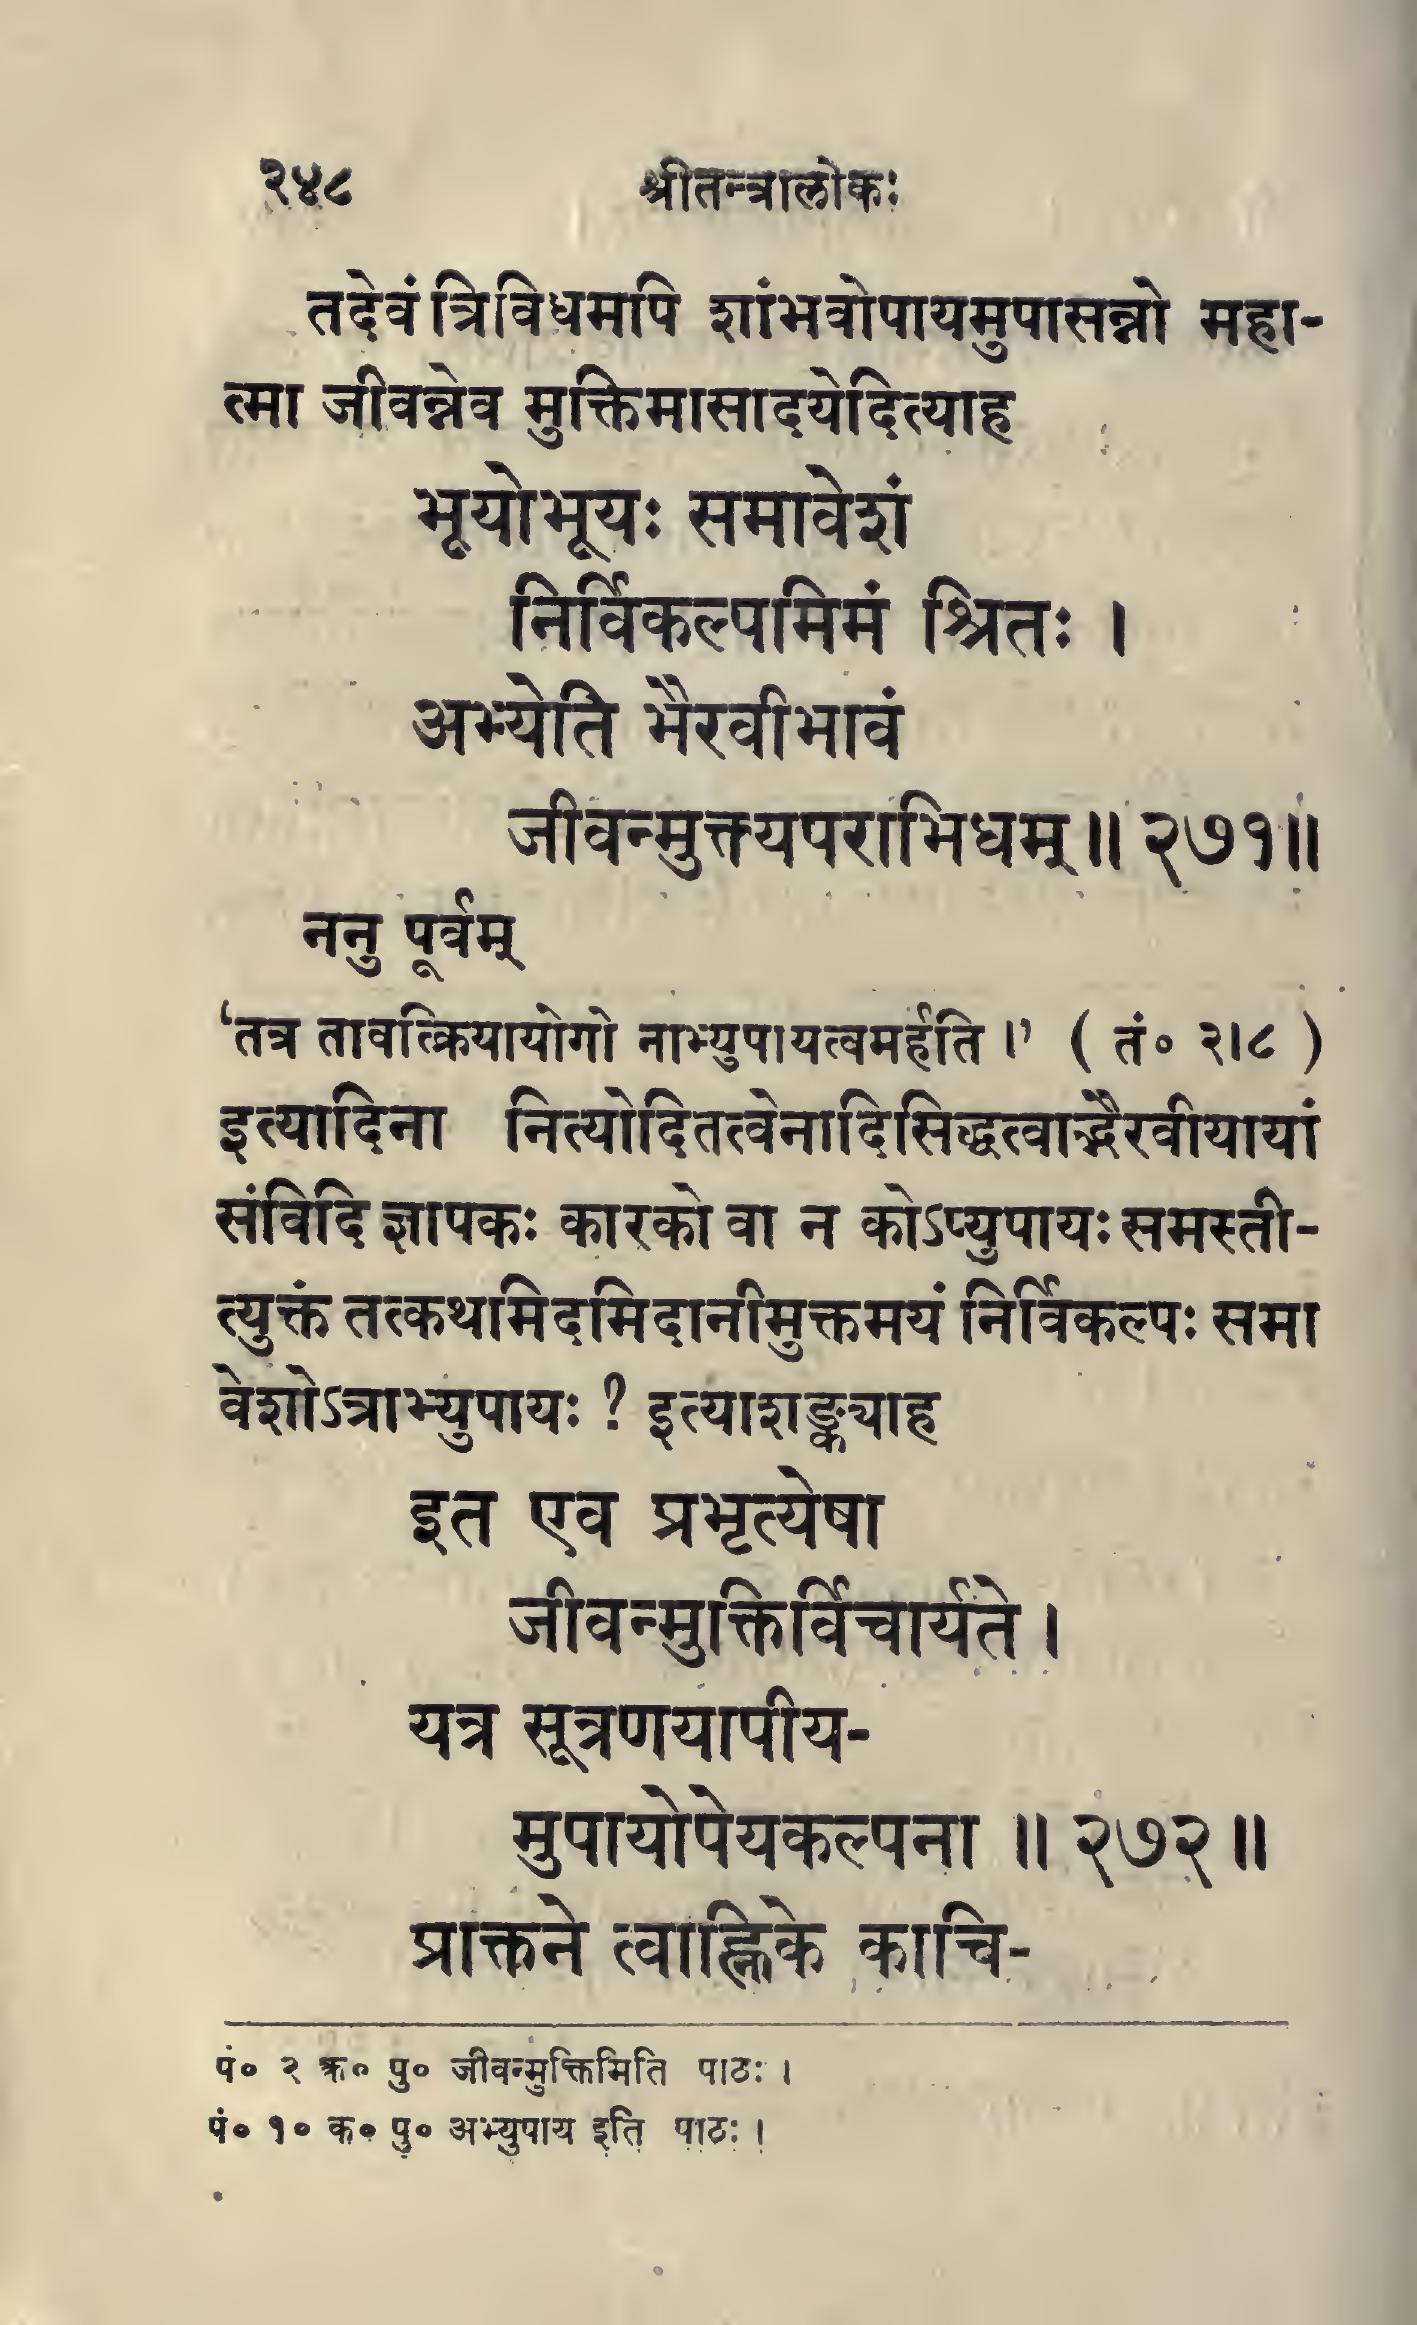 २४८ श्रीतन्त्रालोकः
तदेवं त्रिविधमपि शांभवोपायमुपासन्नो महा-
त्मा जीवन्नेव मुक्तिमासादयेदित्याह
भूयोभूयः समावेशं
निर्विकल्पमिमं श्रितः ।
अभ्येति भैरवीभावं
जीवन्मुक्त्यपराभिधम् ॥ २७१ ॥
ननु पूर्वम्
‘तत्र तावत्क्रियायोगो नाभ्युपायत्वमर्हति ।’ ( तं० २।८ )
इत्यादिना नित्योदितत्वेनादिसिद्धत्वाद्भैरवीयायां
संविदि ज्ञापकः कारको वा न कोऽप्युपायः समस्ती-
त्युक्तं तत्कथमिदमिदानीमुक्तमयं निर्विकल्पः समा
वेशोऽत्राभ्युपायः ? इत्याशङ्क्याह
इत एव प्रभृत्येषा
जीवन्मुक्तिर्विचार्यते ।
यत्र सूत्रणयापीय-
मुपायोपेयकल्पना ॥ २७२ ॥
प्राक्तने त्वाह्निके काचि-
पं० २ क० पु० जीवन्मुक्तिमिति पाठः ।
पं० १० क० पु० अभ्युपाय इति पाठः ।